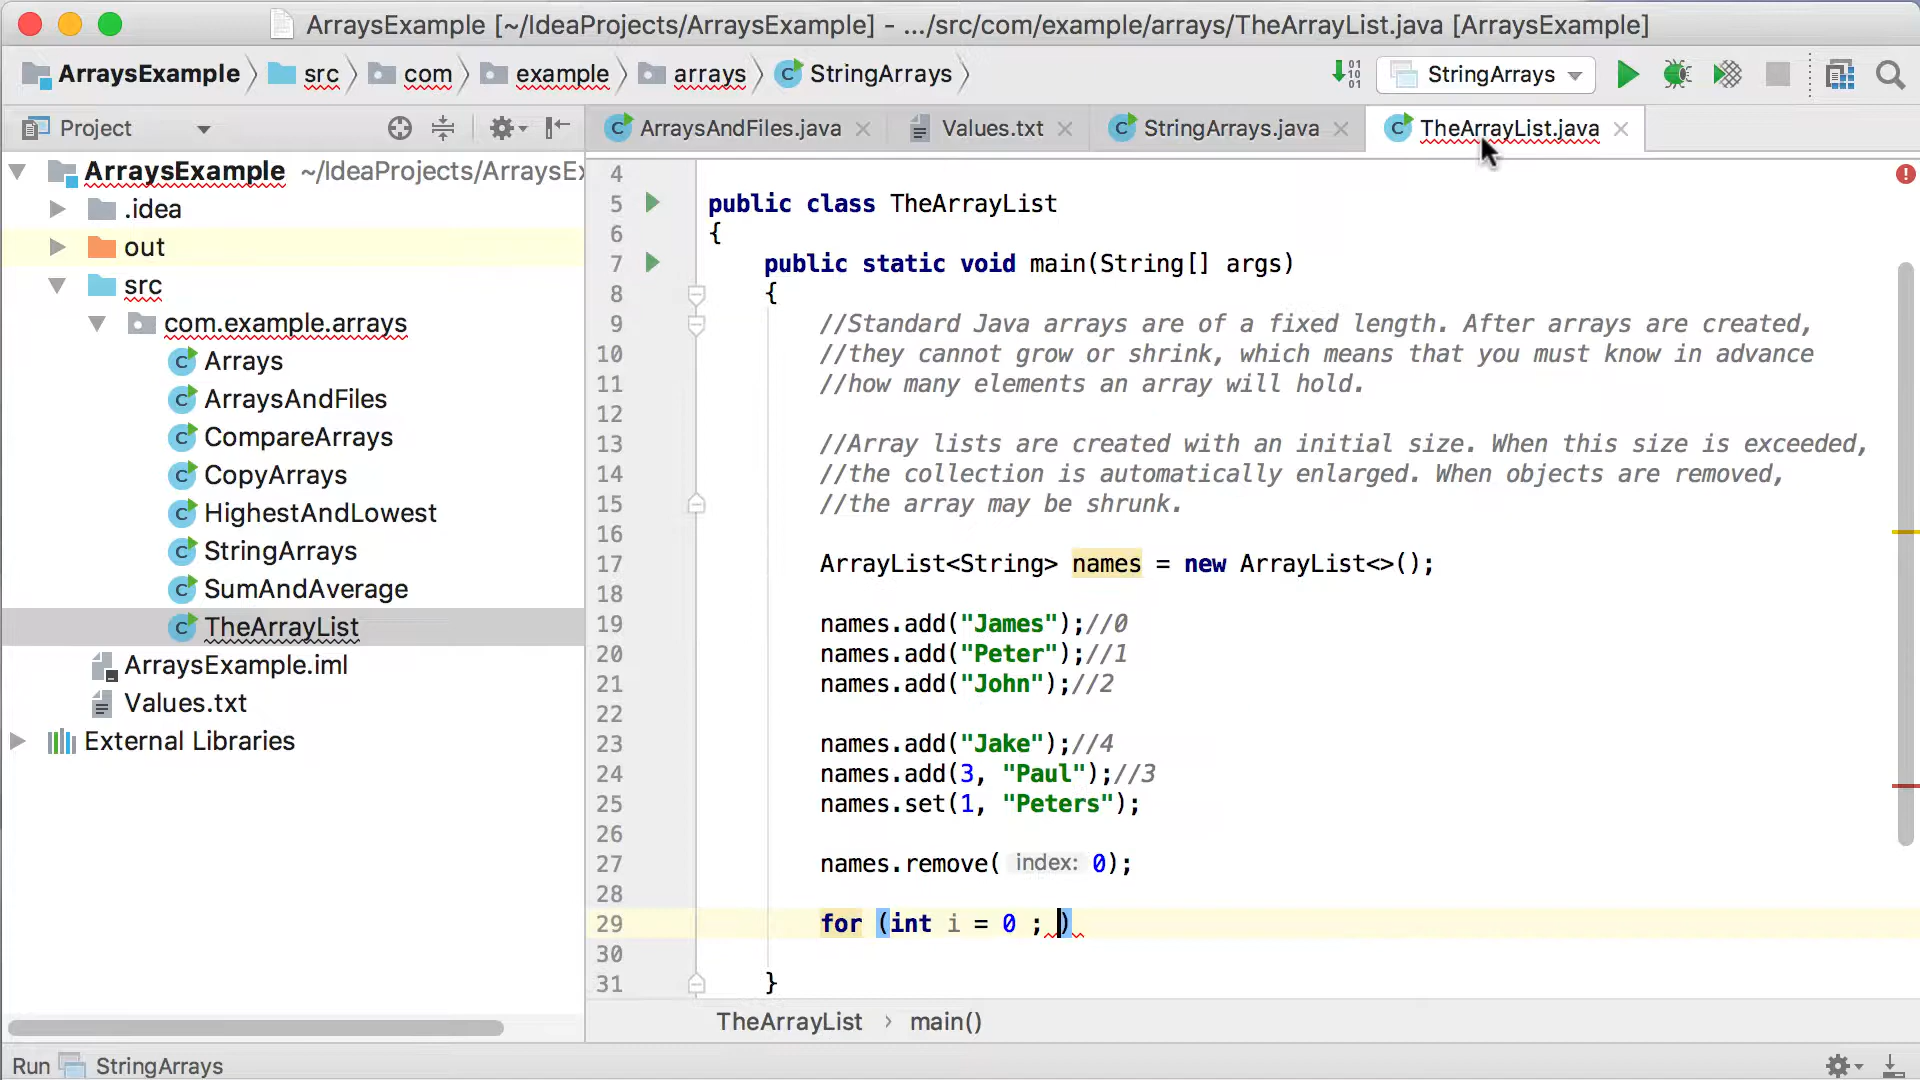 ArraysExample [~/IdeaProjects/ArraysExample] - .../src/com/example/arrays/TheArrayList.java [ArraysExample]
ArraysExample src com example arrays StringArrays StringArrays
Project ArraysAndFiles.java Values.txt StringArrays.java TheArrayList.java
ArraysExample ~/IdeaProjects/ArraysE
.idea
out
src
com.example.arrays
Arrays
ArraysAndFiles
CompareArrays
CopyArrays
HighestAndLowest
StringArrays
SumAndAverage
TheArrayList
ArraysExample.iml
Values.txt
External Libraries
4
5 public class TheArrayList
6 {
7 public static void main(String[] args)
8 {
9 //Standard Java arrays are of a fixed length. After arrays are created,
10 //they cannot grow or shrink, which means that you must know in advance
11 //how many elements an array will hold.
12
13 //Array lists are created with an initial size. When this size is exceeded,
14 //the collection is automatically enlarged. When objects are removed,
15 //the array may be shrunk.
16
17 ArrayList<String> names = new ArrayList<>();
18
19 names.add("James");//0
20 names.add("Peter");//1
21 names.add("John");//2
22
23 names.add("Jake");//4
24 names.add(3, "Paul");//3
25 names.set(1, "Peters");
26
27 names.remove( index: 0);
28
29 for (int i = 0 ; )
30
31 }
TheArrayList › main()
Run StringArrays